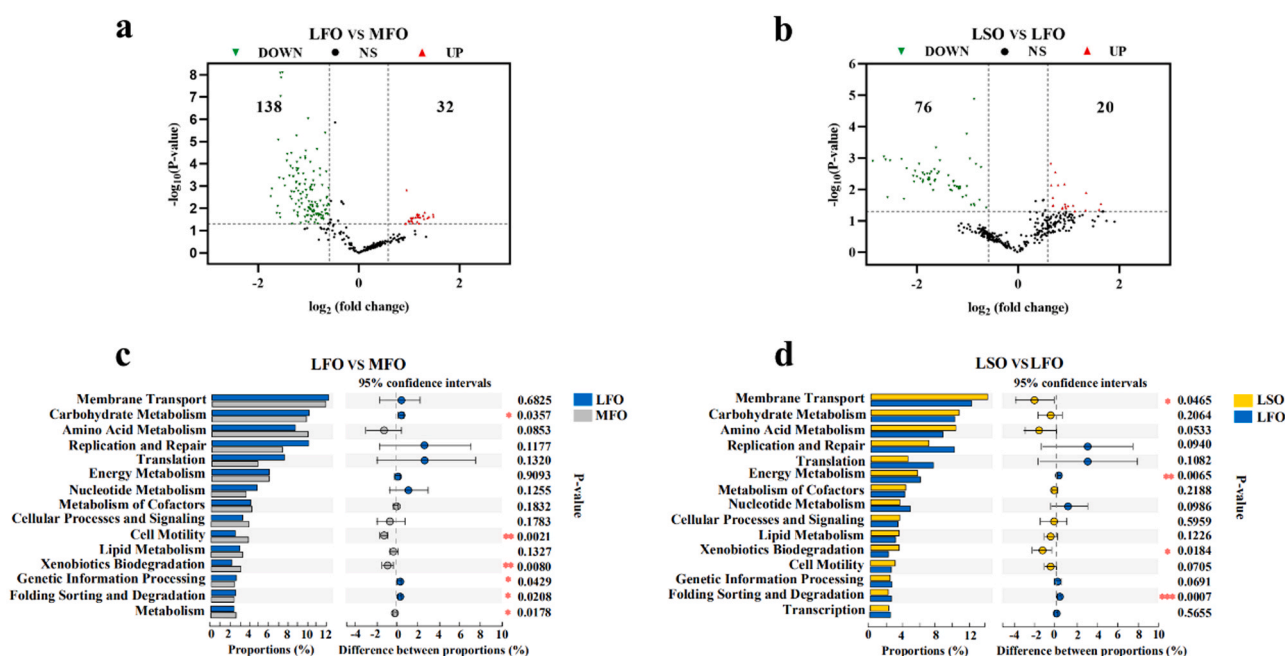 a
LFO VS MFO
DOWN NS UP
138
32
8
7
6
5
4
3
2
1
0
-log10(P-value)
-2 0 2
log2 (fold change)
b
LSO VS LFO
DOWN NS UP
76
20
6
5
4
3
2
1
0
-log10(P-value)
-2 0 2
log2 (fold change)
c
LFO VS MFO
95% confidence intervals
LFO
MFO
Membrane Transport 0.6825
Carbohydrate Metabolism * 0.0357
Amino Acid Metabolism 0.0853
Replication and Repair 0.1177
Translation 0.1320
Energy Metabolism 0.9093
Nucleotide Metabolism 0.1255
Metabolism of Cofactors 0.1832
Cellular Processes and Signaling 0.1783
Cell Motility ** 0.0021
Lipid Metabolism 0.1327
Xenobiotics Biodegradation ** 0.0080
Genetic Information Processing * 0.0429
Folding Sorting and Degradation * 0.0208
Metabolism * 0.0178
P-value
0 2 4 6 8 10 12
-4 -2 0 2 4 6 8 10
Proportions (%)
Difference between proportions (%)
d
LSO VS LFO
95% confidence intervals
LSO
LFO
Membrane Transport * 0.0465
Carbohydrate Metabolism 0.2064
Amino Acid Metabolism 0.0533
Replication and Repair 0.0940
Translation 0.1082
Energy Metabolism ** 0.0065
Metabolism of Cofactors 0.2188
Nucleotide Metabolism 0.0986
Cellular Processes and Signaling 0.5959
Lipid Metabolism 0.1226
Xenobiotics Biodegradation * 0.0184
Cell Motility 0.0705
Genetic Information Processing 0.0691
Folding Sorting and Degradation *** 0.0007
Transcription 0.5655
P-value
0 4 8 12
-4 -2 0 2 4 6 8 10
Proportions (%)
Difference between proportions (%)